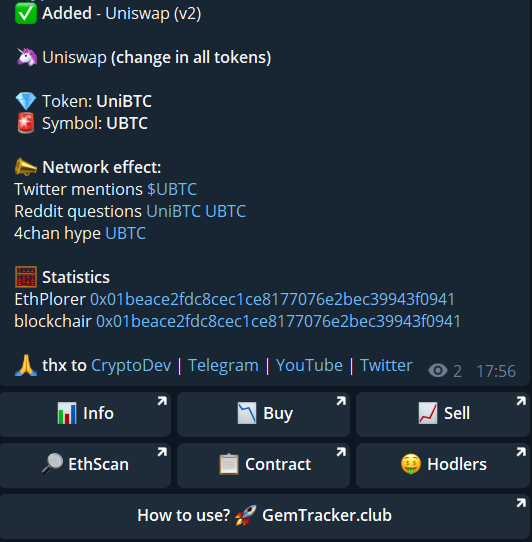 Added - Uniswap (v2)
Uniswap (change in all tokens)
Token: UniBTC
Symbol: UBTC
Network effect:
Twitter mentions $UBTC
Reddit questions UniBTC UBTC
4chan hype UBTC
Statistics
EthPlorer 0x01beace2fdc8cec1ce8177076e2bec39943f0941
blockchair 0x01beace2fdc8cec1ce8177076e2bec39943f0941
thx to CryptoDev | Telegram | YouTube | Twitter 2 17:56
Info Buy Sell
EthScan Contract Hodlers
How to use? GemTracker.club